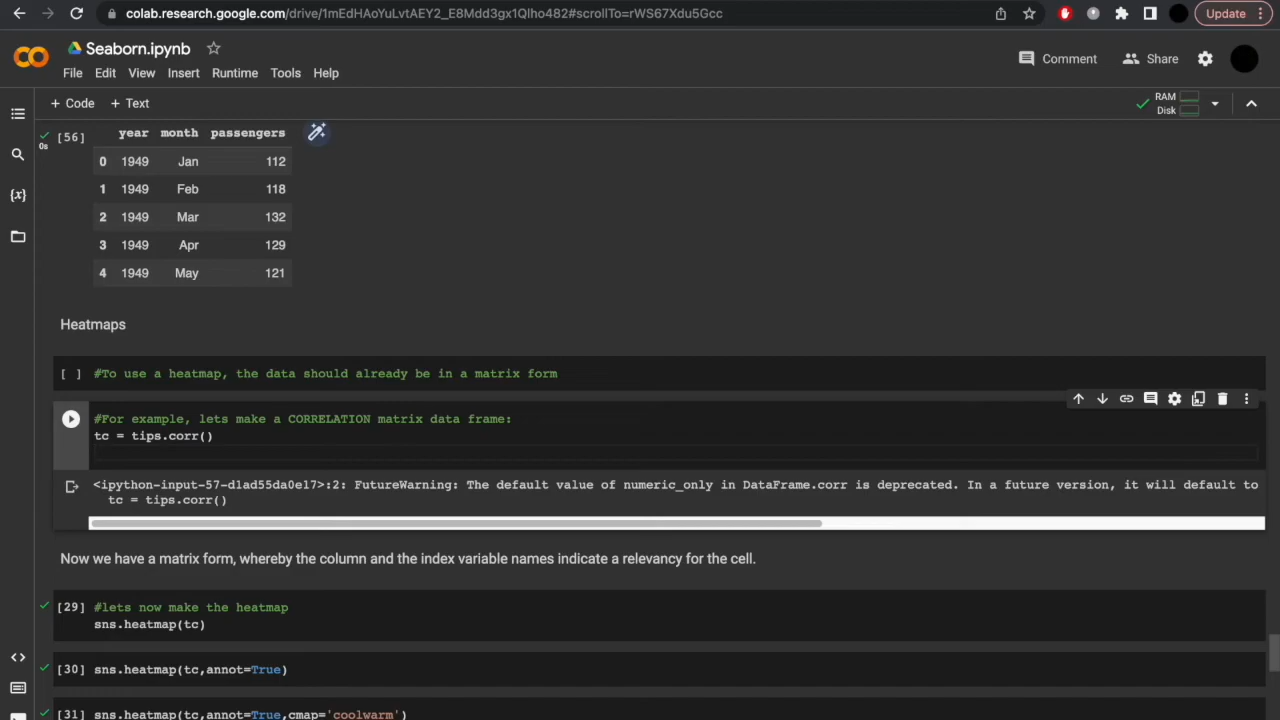 colab.research.google.com/drive/1mEdHAoYuLvtAEY2_E8Mdd3gx1Qlho482#scrollTo=rWS67Xdu5Gcc
Update
Seaborn.ipynb
File Edit View Insert Runtime Tools Help
Comment
Share
+ Code + Text
RAM
Disk
[56]
0s
year month passengers
0 1949 Jan 112
1 1949 Feb 118
2 1949 Mar 132
3 1949 Apr 129
4 1949 May 121
{x}
Heatmaps
[ ] #To use a heatmap, the data should already be in a matrix form
#For example, lets make a CORRELATION matrix data frame:
tc = tips.corr()
<ipython-input-57-d1ad55da0e17>:2: FutureWarning: The default value of numeric_only in DataFrame.corr is deprecated. In a future version, it will default to
tc = tips.corr()
Now we have a matrix form, whereby the column and the index variable names indicate a relevancy for the cell.
[29] #lets now make the heatmap
sns.heatmap(tc)
[30] sns.heatmap(tc,annot=True)
[31] sns.heatmap(tc,annot=True,cmap='coolwarm')